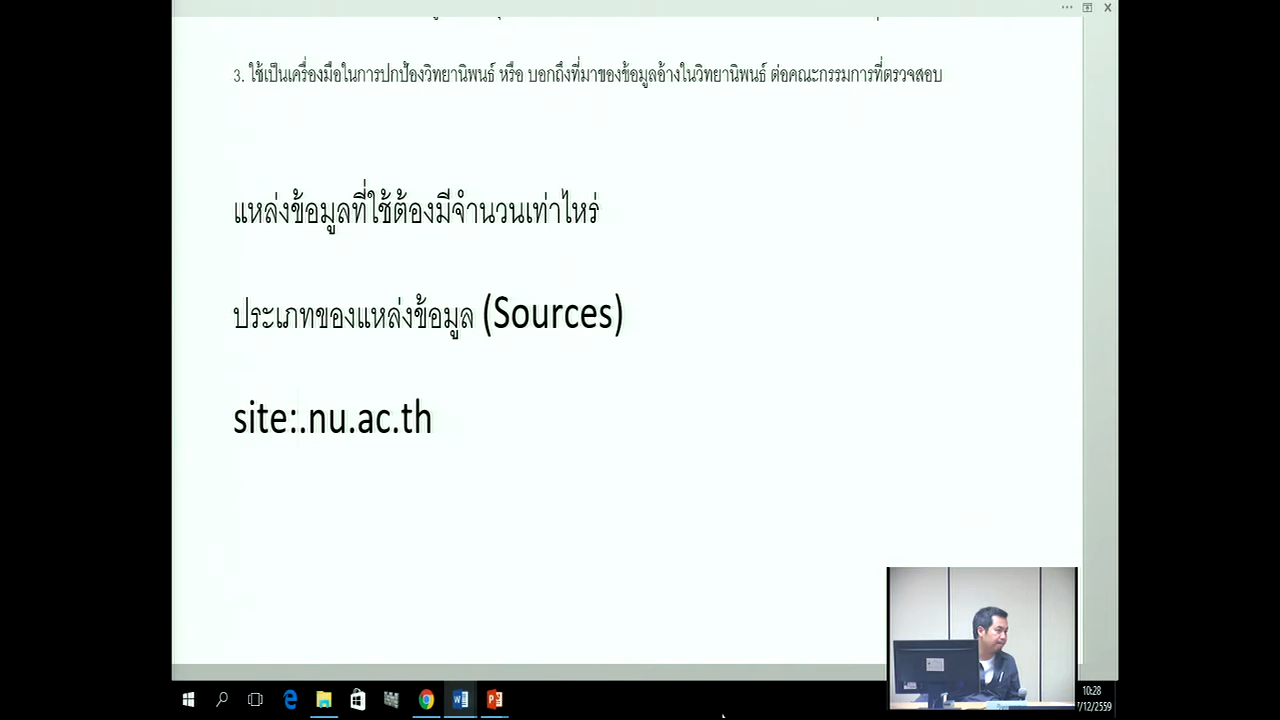 3. ใช้เป็นเครื่องมือในการปกป้องวิทยานิพนธ์ หรือ บอกถึงที่มาของข้อมูลอ้างในวิทยานิพนธ์ ต่อคณะกรรมการที่ตรวจสอบ
แหล่งข้อมูลที่ใช้ต้องมีจำนวนเท่าไหร่
ประเภทของแหล่งข้อมูล (Sources)
site:.nu.ac.th
10:28
7/12/2559